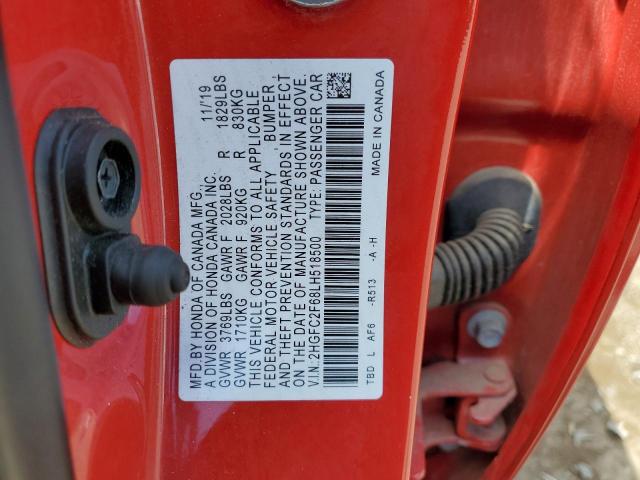 MFD.BY HONDA OF CANADA MFG., 11/19
A DIVISION OF HONDA CANADA INC.
GVWR 3769LBS GAWR F 2028LBS R 1829LBS
GVWR 1710KG GAWR F 920KG R 830KG
THIS VEHICLE CONFORMS TO ALL APPLICABLE
FEDERAL MOTOR VEHICLE SAFETY , BUMPER ,
AND THEFT PREVENTION STANDARDS IN EFFECT
ON THE DATE OF MANUFACTURE SHOWN ABOVE.
V.I.N.: 2HGFC2F68LH518500 TYPE: PASSENGER CAR
TBD L AF6 -R513 -A -H MADE IN CANADA